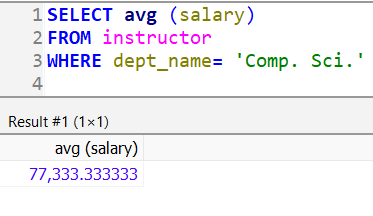 1 SELECT avg (salary)
2 FROM instructor
3 WHERE dept_name= 'Comp. Sci.'
4
Result #1 (1×1)
avg (salary)
77,333.333333